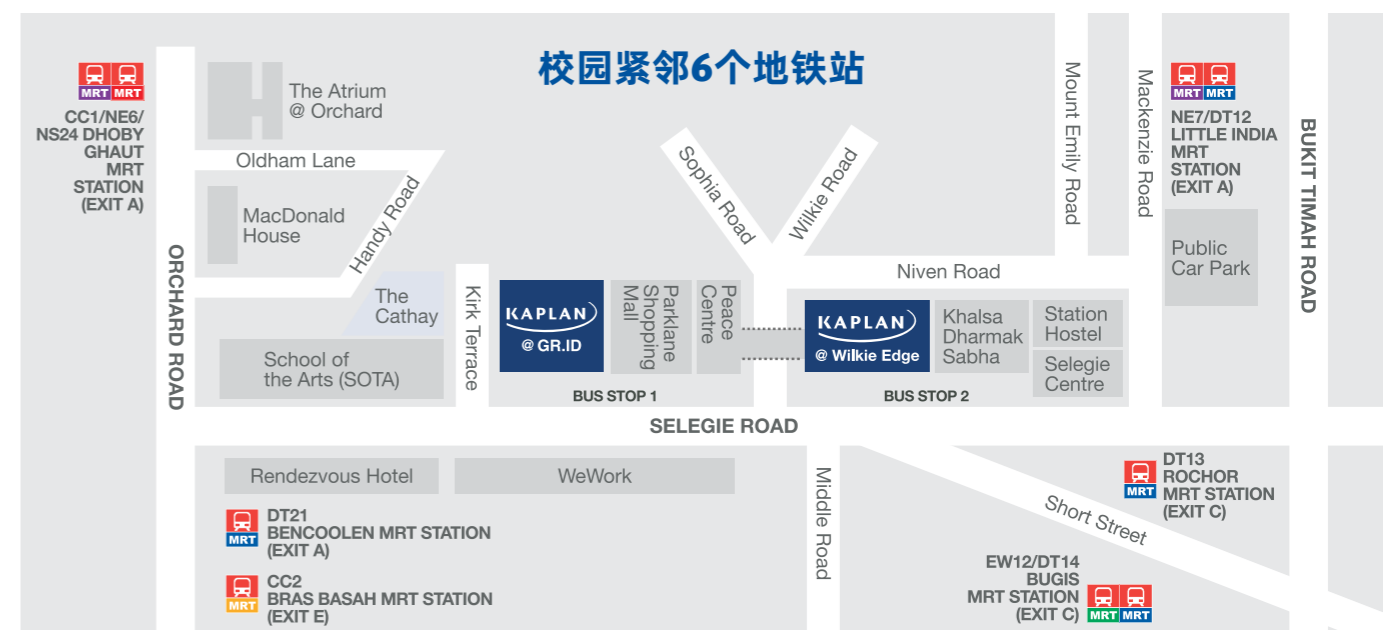 校园紧邻6个地铁站
MRT MRT
CC1/NE6/
NS24 DHOBY
GHAUT
MRT
STATION
(EXIT A)
The Atrium
@ Orchard
Oldham Lane
MacDonald
House
Handy Road
ORCHARD ROAD
The
Cathay
School of
the Arts (SOTA)
Kirk Terrace
KAPLAN
@ GR.ID
Parklane
Shopping
Mall
Peace
Centre
BUS STOP 1
Sophia Road
Wilkie Road
Niven Road
KAPLAN
@ Wilkie Edge
Khalsa
Dharmak
Sabha
Station
Hostel
Selegie
Centre
BUS STOP 2
Mount Emily Road
Mackenzie Road
MRT MRT
NE7/DT12
LITTLE INDIA
MRT
STATION
(EXIT A)
Public
Car Park
BUKIT TIMAH ROAD
SELEGIE ROAD
Rendezvous Hotel
WeWork
MRT
DT21
BENCOOLEN MRT STATION
(EXIT A)
MRT
CC2
BRAS BASAH MRT STATION
(EXIT E)
Middle Road
Short Street
MRT
DT13
ROCHOR
MRT STATION
(EXIT C)
EW12/DT14
BUGIS
MRT STATION
(EXIT C)
MRT MRT